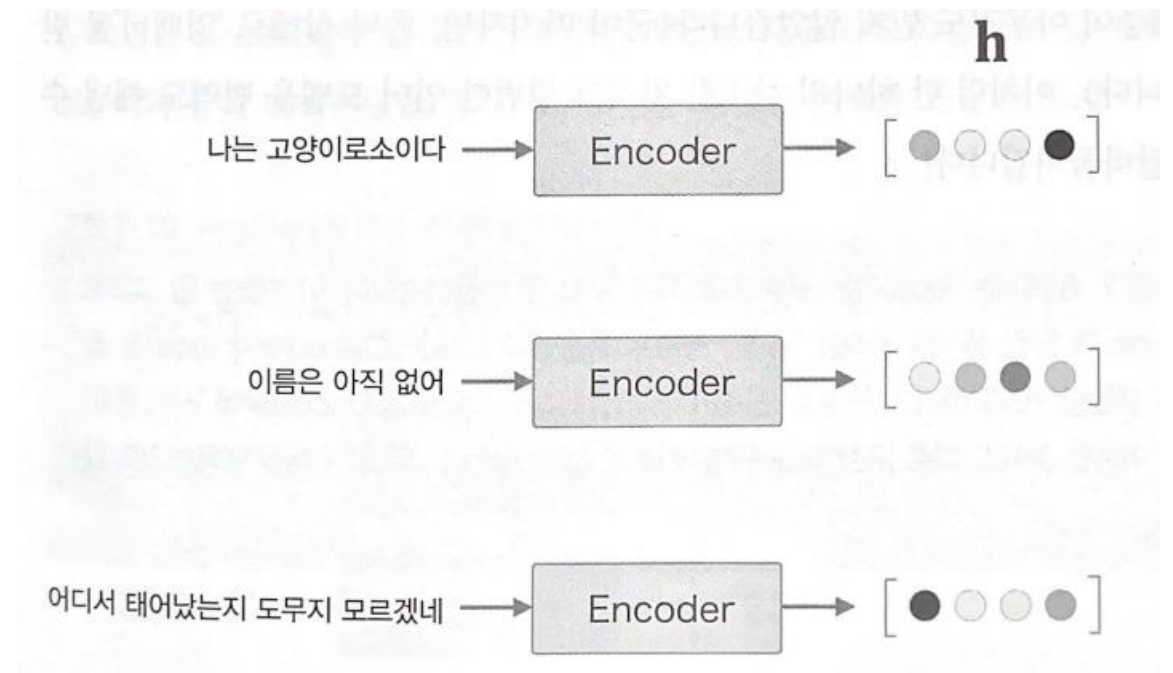 h
나는 고양이로소이다 Encoder
이름은 아직 없어 Encoder
어디서 태어났는지 도무지 모르겠네 Encoder